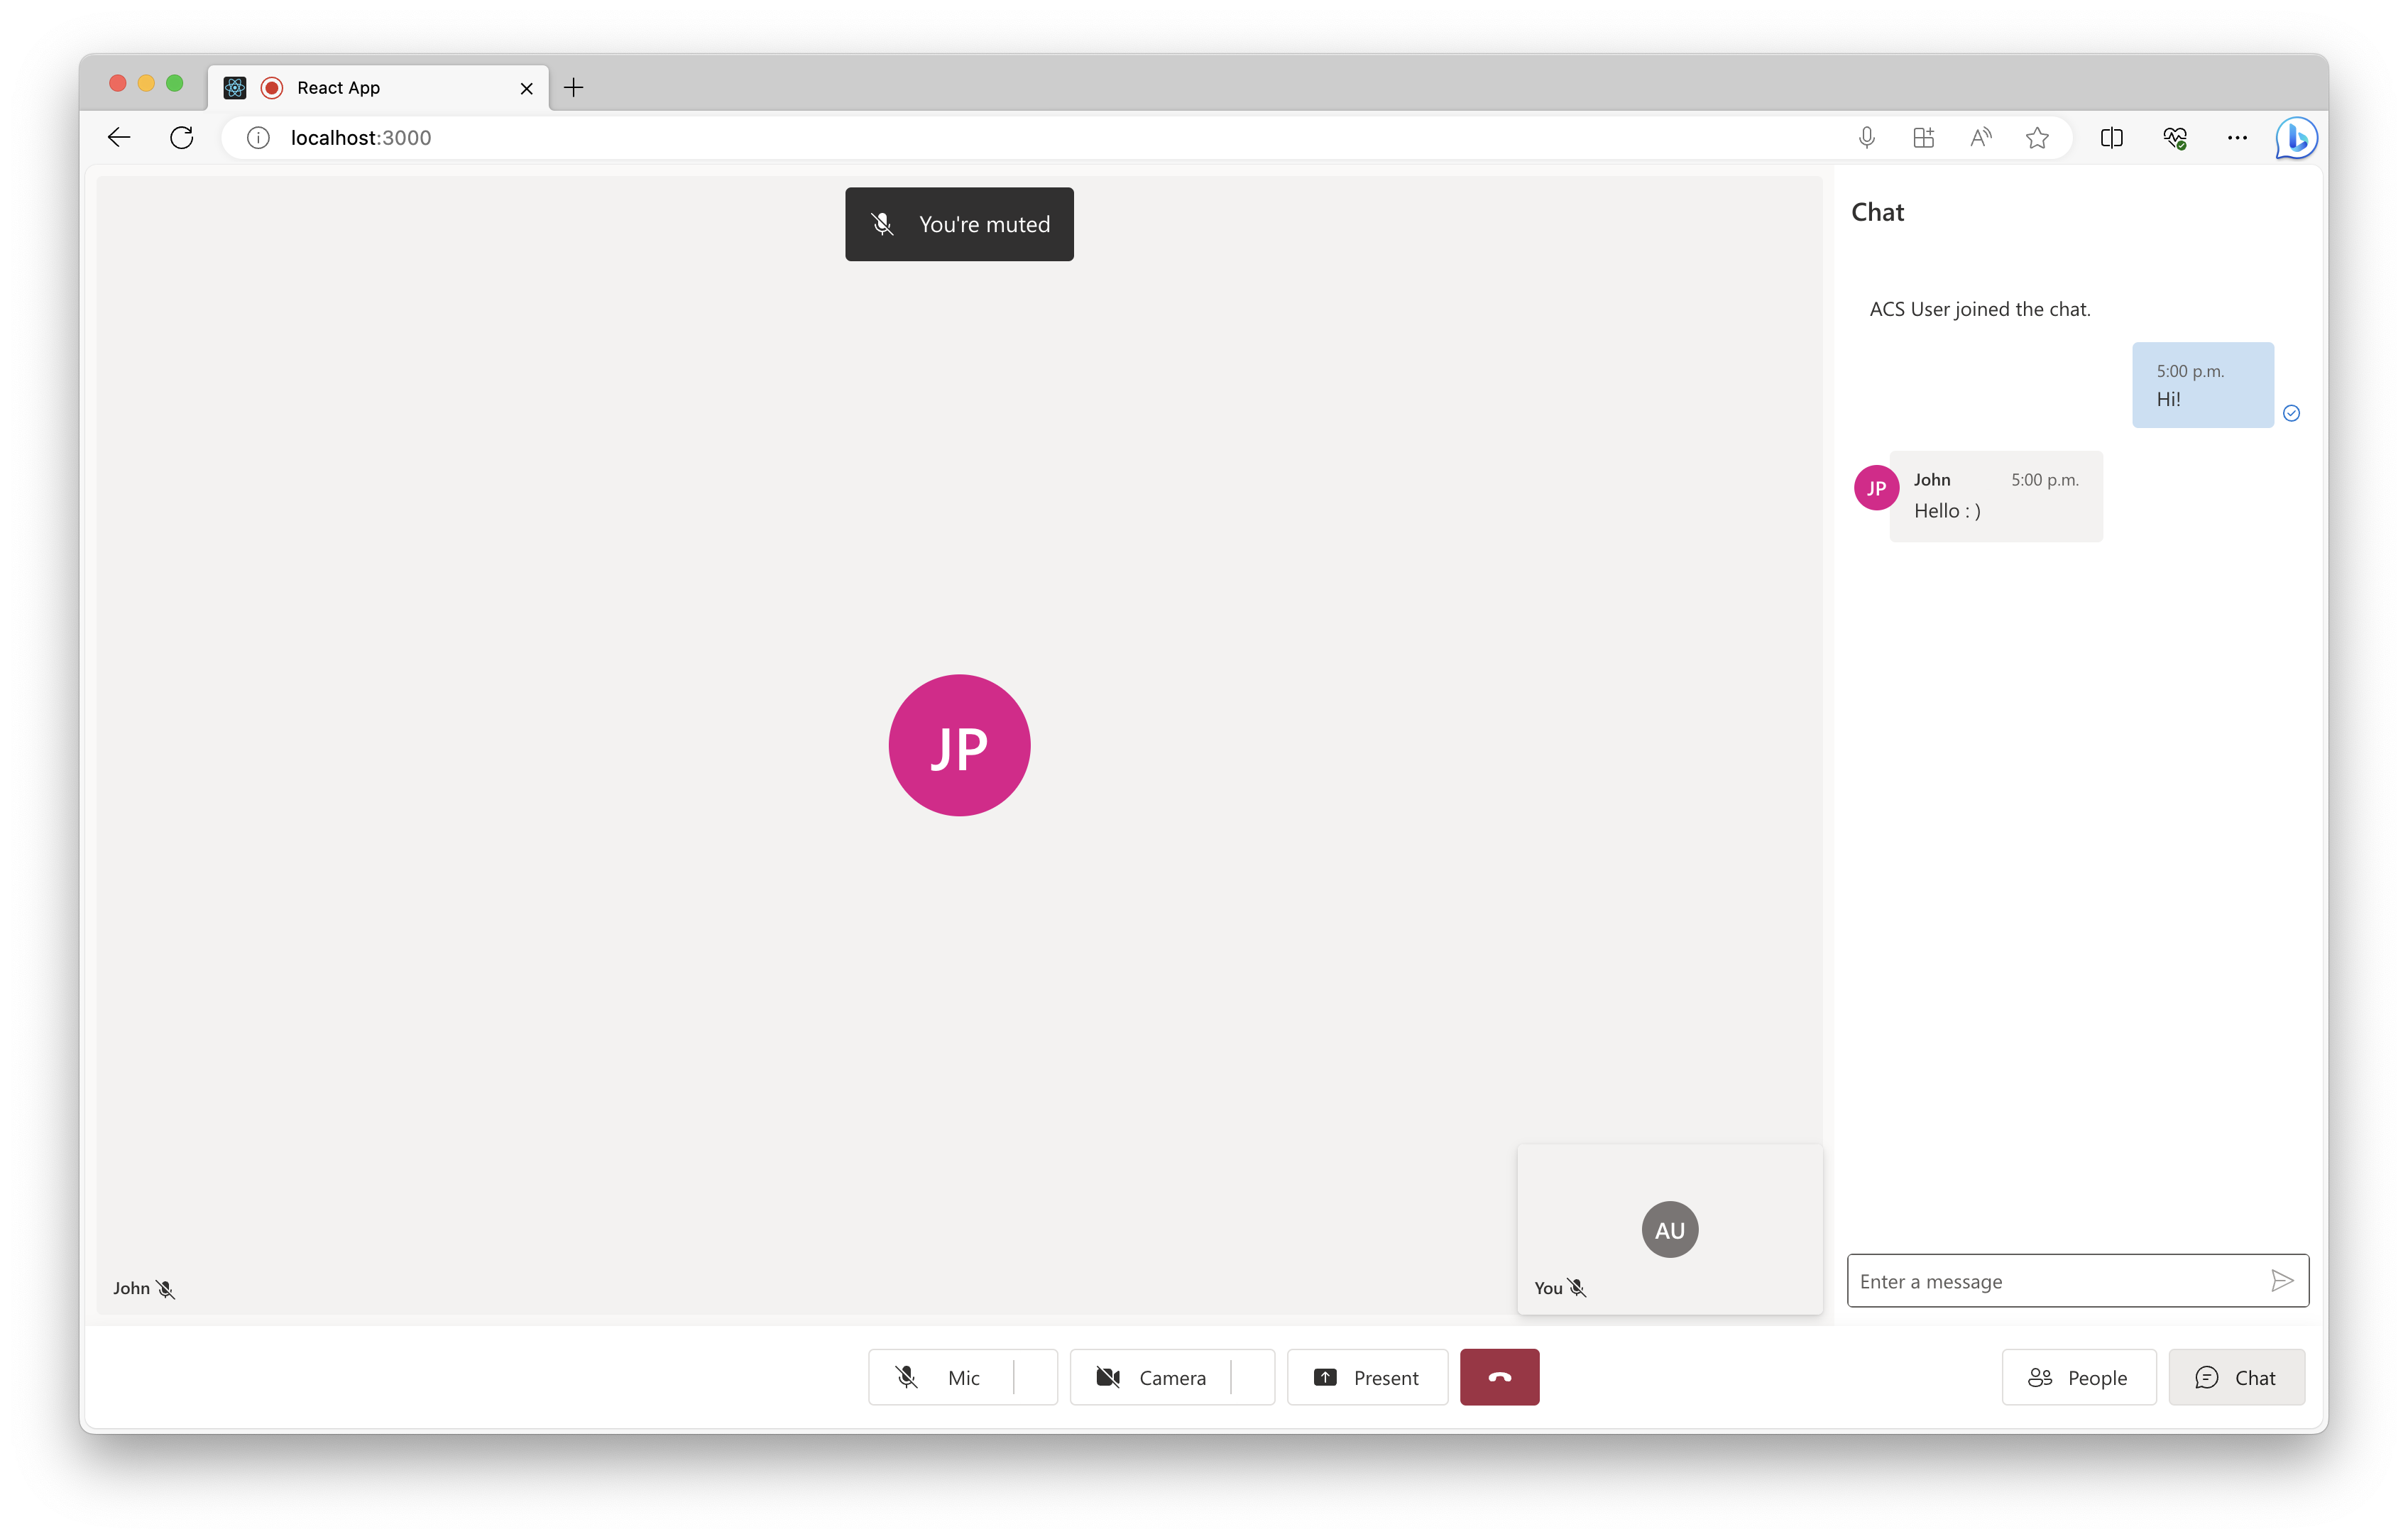 React App
localhost:3000
You're muted
Chat
ACS User joined the chat.
5:00 p.m.
Hi!
JP
John 5:00 p.m.
Hello : )
JP
AU
John
You
Enter a message
Mic
Camera
Present
People
Chat